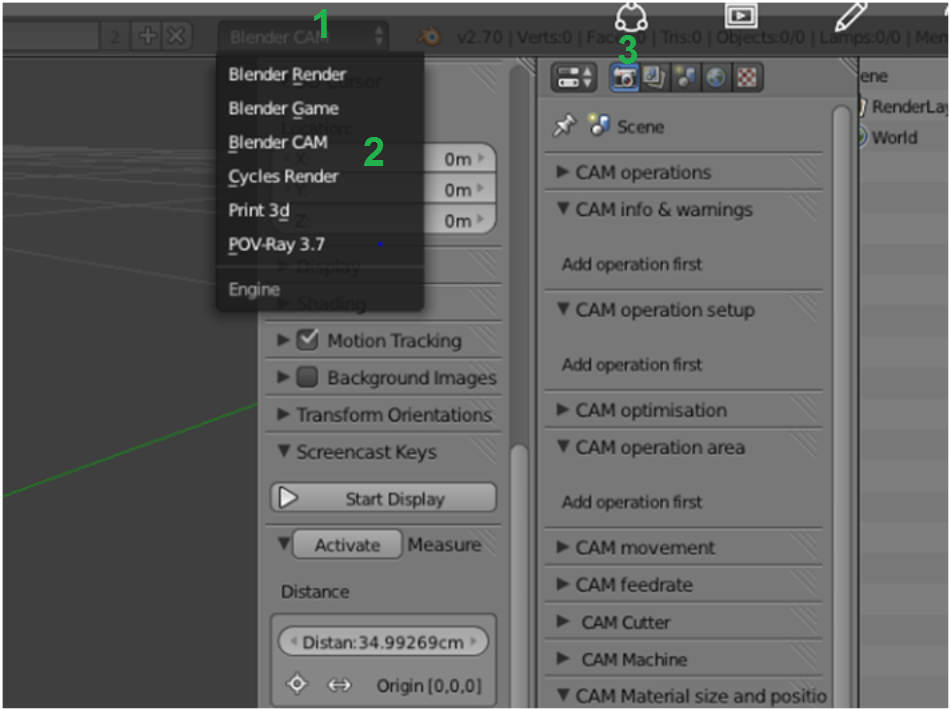 1
2 Blender CAM v2.70 | Verts:0 | Faces:0 | Tris:0 | Objects:0/0 | Lamps:0/0 | Mem
3
Blender Render
Blender Game
Blender CAM
2
Cycles Render
Print 3d
POV-Ray 3.7
Engine
Cursor
Location:
X: 0m
Y: 0m
Z: 0m
Display
Shading
Motion Tracking
Background Images
Transform Orientations
Screencast Keys
Start Display
Activate Measure
Distance
Distan:34.99269cm
Origin [0,0,0]
Scene
CAM operations
CAM info & warnings
Add operation first
CAM operation setup
Add operation first
CAM optimisation
CAM operation area
Add operation first
CAM movement
CAM feedrate
CAM Cutter
CAM Machine
CAM Material size and positio
ene
RenderLay
World